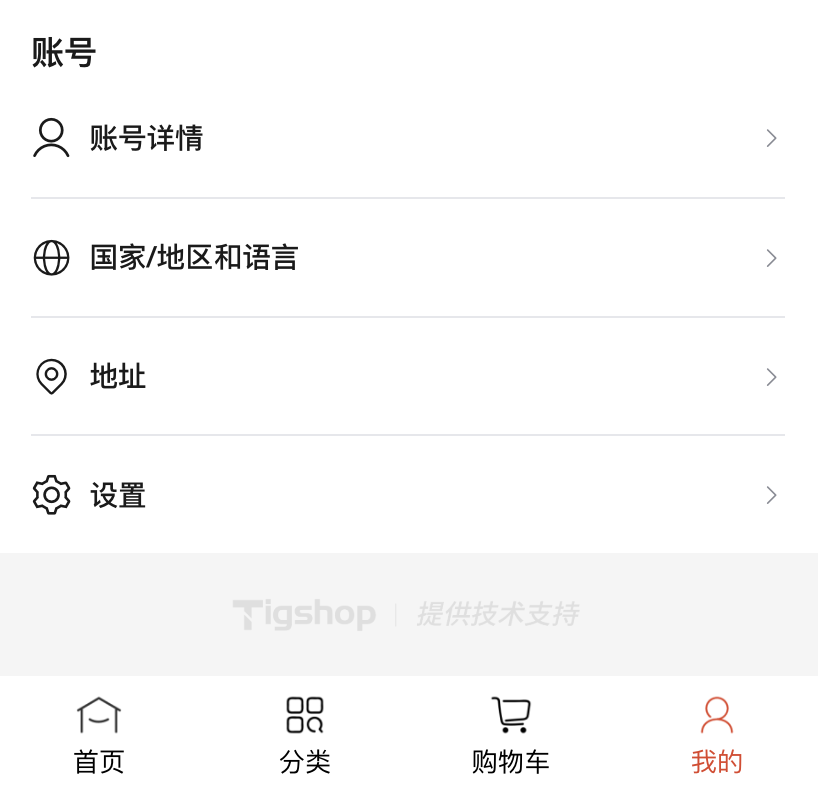 账号
账号详情
国家/地区和语言
地址
设置
Tigshop 提供技术支持
首页 分类 购物车 我的